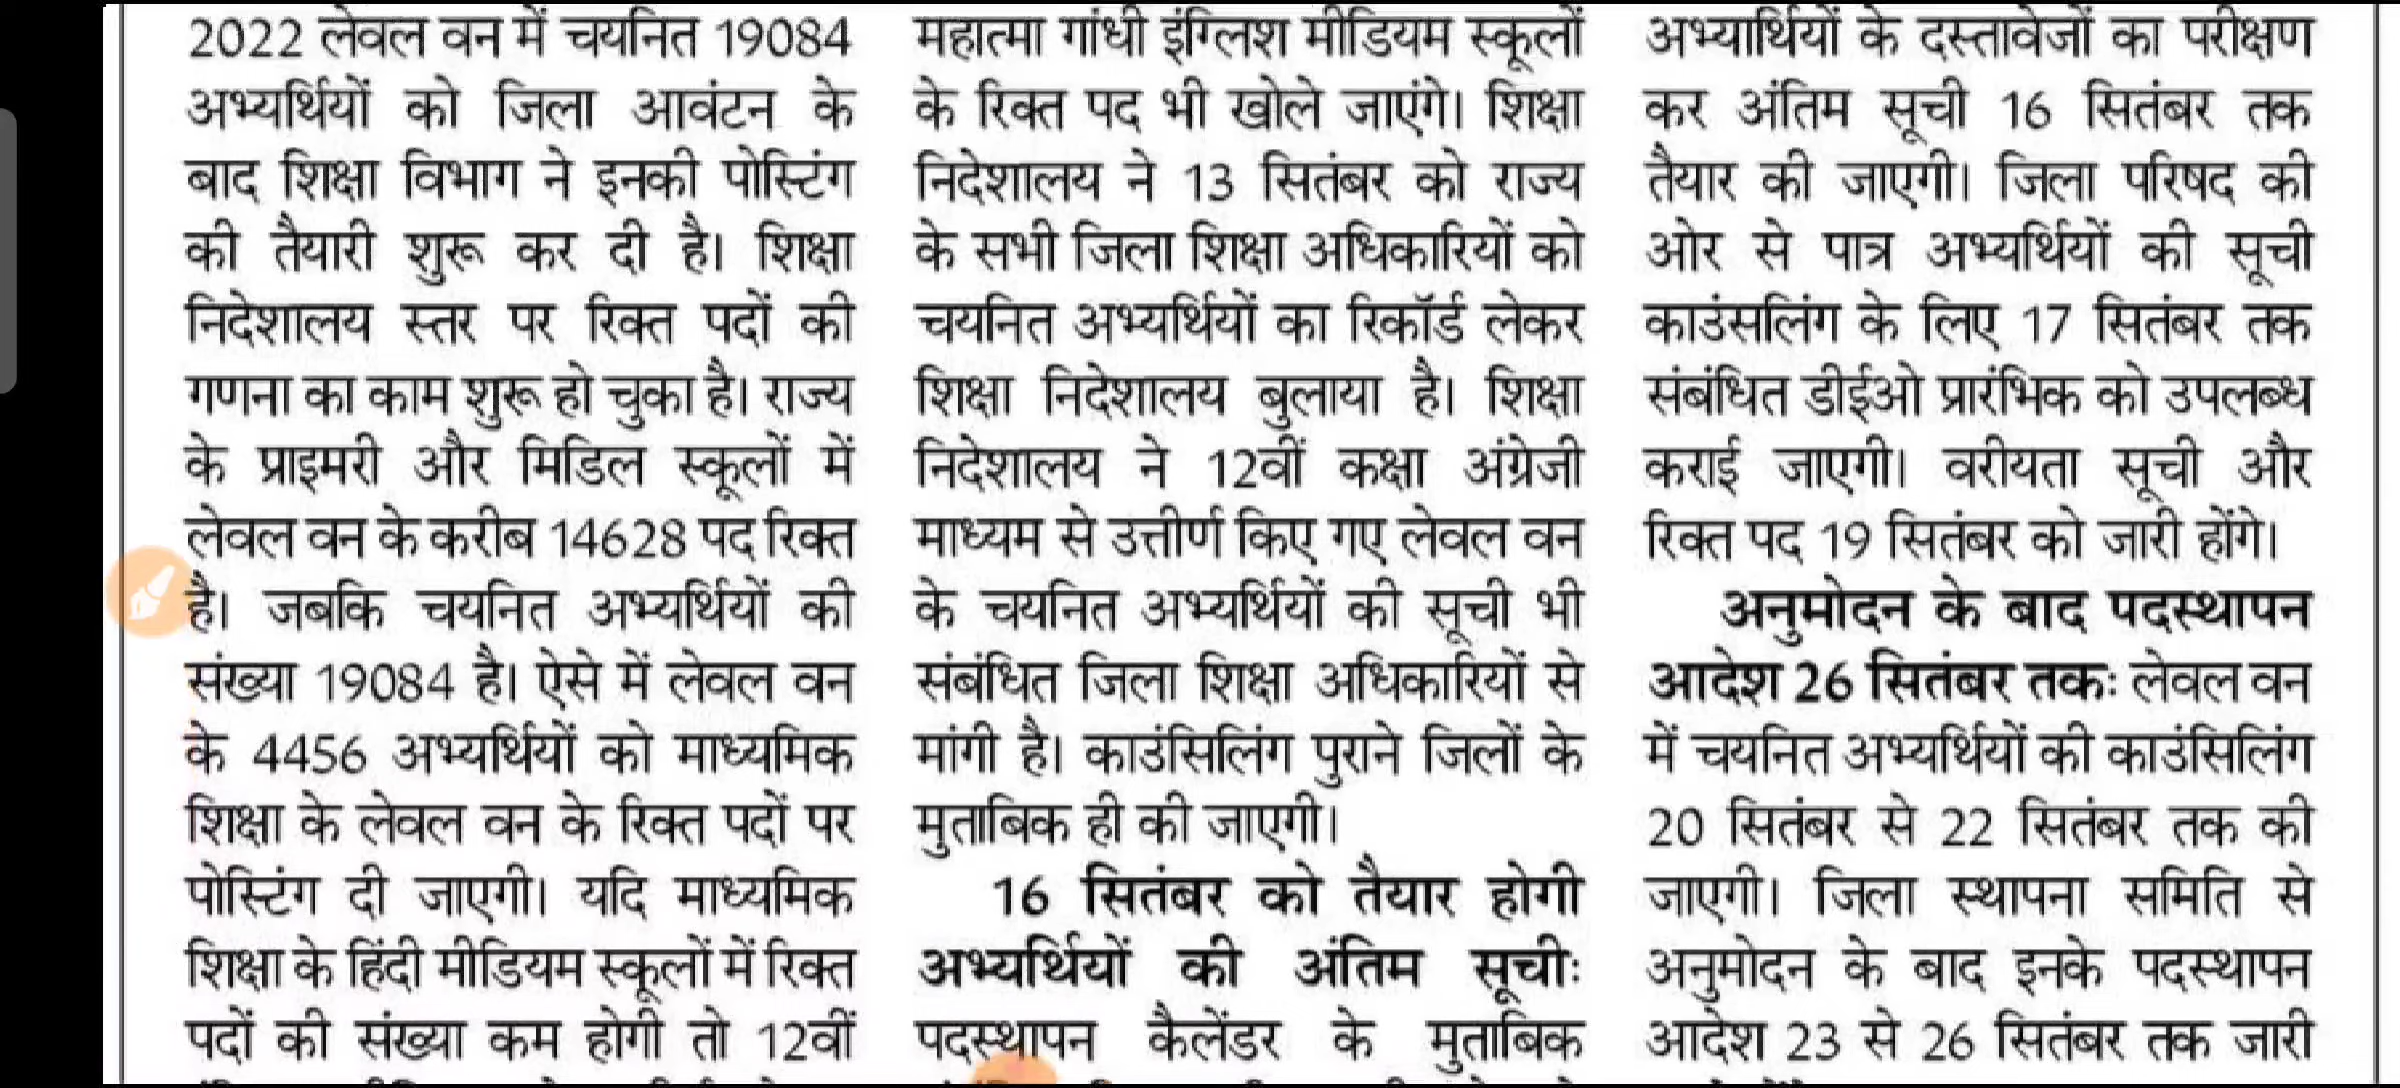 2022 लेवल वन में चयनित 19084
अभ्यर्थियों को जिला आवंटन के
बाद शिक्षा विभाग ने इनकी पोस्टिंग
की तैयारी शुरू कर दी है। शिक्षा
निदेशालय स्तर पर रिक्त पदों की
गणना का काम शुरू हो चुका है। राज्य
के प्राइमरी और मिडिल स्कूलों में
लेवल वन के करीब 14628 पद रिक्त
है। जबकि चयनित अभ्यर्थियों की
संख्या 19084 है। ऐसे में लेवल वन
के 4456 अभ्यर्थियों को माध्यमिक
शिक्षा के लेवल वन के रिक्त पदों पर
पोस्टिंग दी जाएगी। यदि माध्यमिक
शिक्षा के हिंदी मीडियम स्कूलों में रिक्त
पदों की संख्या कम होगी तो 12वीं
महात्मा गांधी इंग्लिश मीडियम स्कूलों
के रिक्त पद भी खोले जाएंगे। शिक्षा
निदेशालय ने 13 सितंबर को राज्य
के सभी जिला शिक्षा अधिकारियों को
चयनित अभ्यर्थियों का रिकॉर्ड लेकर
शिक्षा निदेशालय बुलाया है। शिक्षा
निदेशालय ने 12वीं कक्षा अंग्रेजी
माध्यम से उत्तीर्ण किए गए लेवल वन
के चयनित अभ्यर्थियों की सूची भी
संबंधित जिला शिक्षा अधिकारियों से
मांगी है। काउंसिलिंग पुराने जिलों के
मुताबिक ही की जाएगी।
16 सितंबर को तैयार होगी
अभ्यर्थियों की अंतिम सूचीः
पदस्थापन कैलेंडर के मुताबिक
अभ्यार्थियों के दस्तावेजों का परीक्षण
कर अंतिम सूची 16 सितंबर तक
तैयार की जाएगी। जिला परिषद की
ओर से पात्र अभ्यर्थियों की सूची
काउंसलिंग के लिए 17 सितंबर तक
संबंधित डीईओ प्रारंभिक को उपलब्ध
कराई जाएगी। वरीयता सूची और
रिक्त पद 19 सितंबर को जारी होंगे।
अनुमोदन के बाद पदस्थापन
आदेश 26 सितंबर तकः लेवल वन
में चयनित अभ्यर्थियों की काउंसिलिंग
20 सितंबर से 22 सितंबर तक की
जाएगी। जिला स्थापना समिति से
अनुमोदन के बाद इनके पदस्थापन
आदेश 23 से 26 सितंबर तक जारी